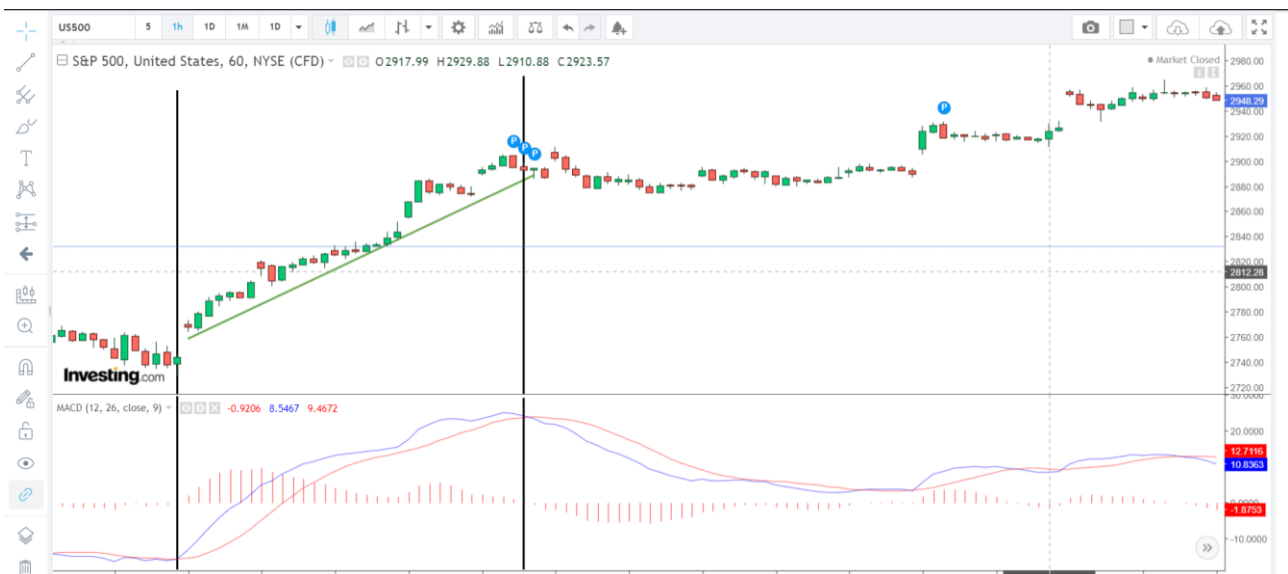 US500 5 1h 1D 1M 1D
S&P 500, United States, 60, NYSE (CFD) O2917.99 H2929.88 L2910.88 C2923.57
Market Closed
2980.00
2960.00
2948.29
2940.00
2920.00
2900.00
2880.00
2860.00
2840.00
2820.00
2812.28
2800.00
2780.00
2760.00
2740.00
2720.00
P
P
P
P
T
Investing.com
MACD (12, 26, close, 9) -0.9206 8.5467 9.4672
30.0000
20.0000
12.7116
10.8363
0.0000
-1.8753
-10.0000